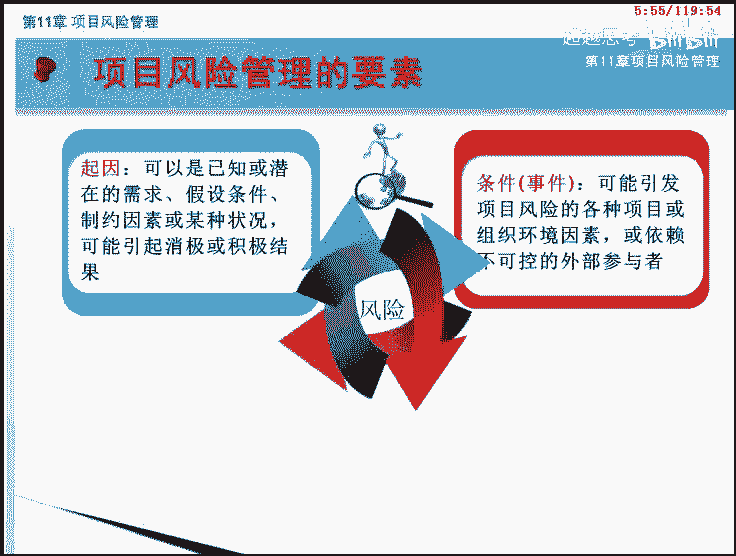 第11章 项目风险管理
5:55/119:54
第11章项目风险管理
项目风险管理的要素
起因：可以是已知或潜
在的需求、假设条件、
制约因素或某种状况，
可能引起消极或积极结
果
条件(事件)：可能引发
项目风险的各种项目或
组织环境因素，或依赖
不可控的外部参与者
风险